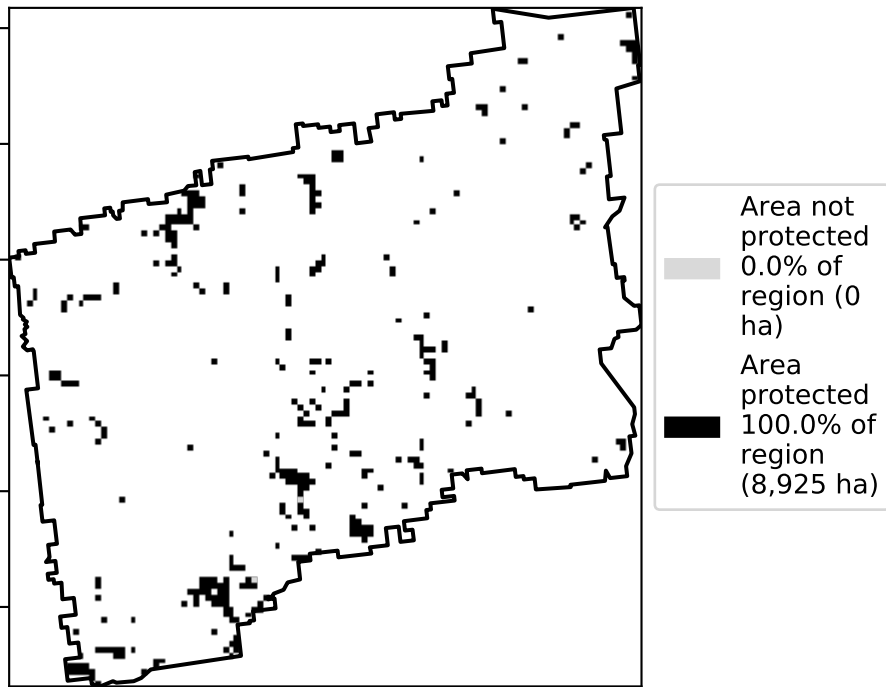 Area not
protected
0.0% of
region (0
ha)
Area
protected
100.0% of
region
(8,925 ha)